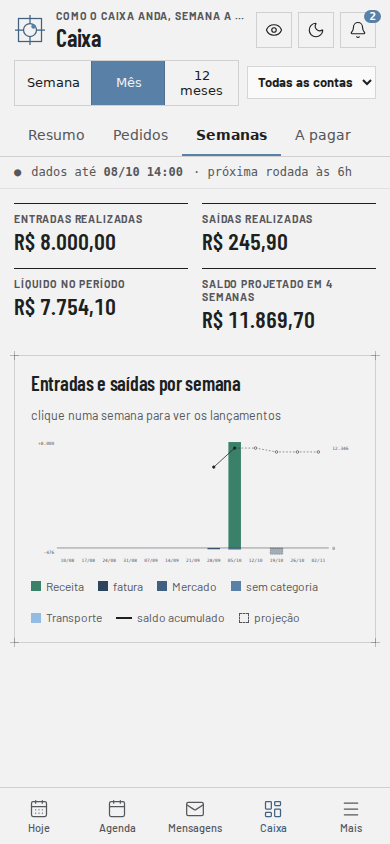 COMO O CAIXA ANDA, SEMANA A ...
Caixa
2
Semana
Mês
12 meses
Todas as contas
Resumo
Pedidos
Semanas
A pagar
● dados até 08/10 14:00 · próxima rodada às 6h
ENTRADAS REALIZADAS
R$ 8.000,00
SAÍDAS REALIZADAS
R$ 245,90
LÍQUIDO NO PERÍODO
R$ 7.754,10
SALDO PROJETADO EM 4 SEMANAS
R$ 11.869,70
Entradas e saídas por semana
clique numa semana para ver os lançamentos
+8.000
12.346
-476
0
10/08 17/08 24/08 31/08 07/09 14/09 21/09 28/09 05/10 12/10 19/10 26/10 02/11
Receita
fatura
Mercado
sem categoria
Transporte
saldo acumulado
projeção
Hoje
Agenda
Mensagens
Caixa
Mais